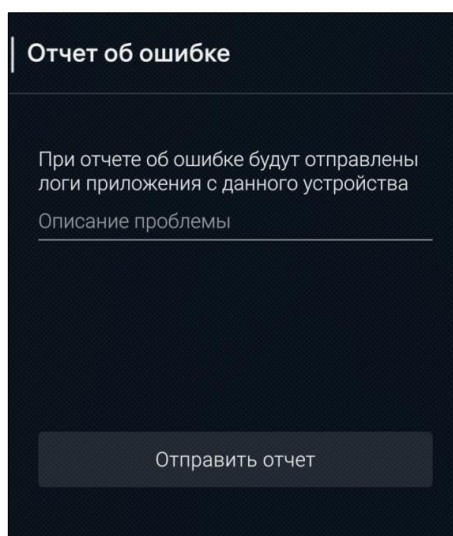 Отчет об ошибке
При отчете об ошибке будут отправлены
логи приложения с данного устройства
Описание проблемы
Отправить отчет